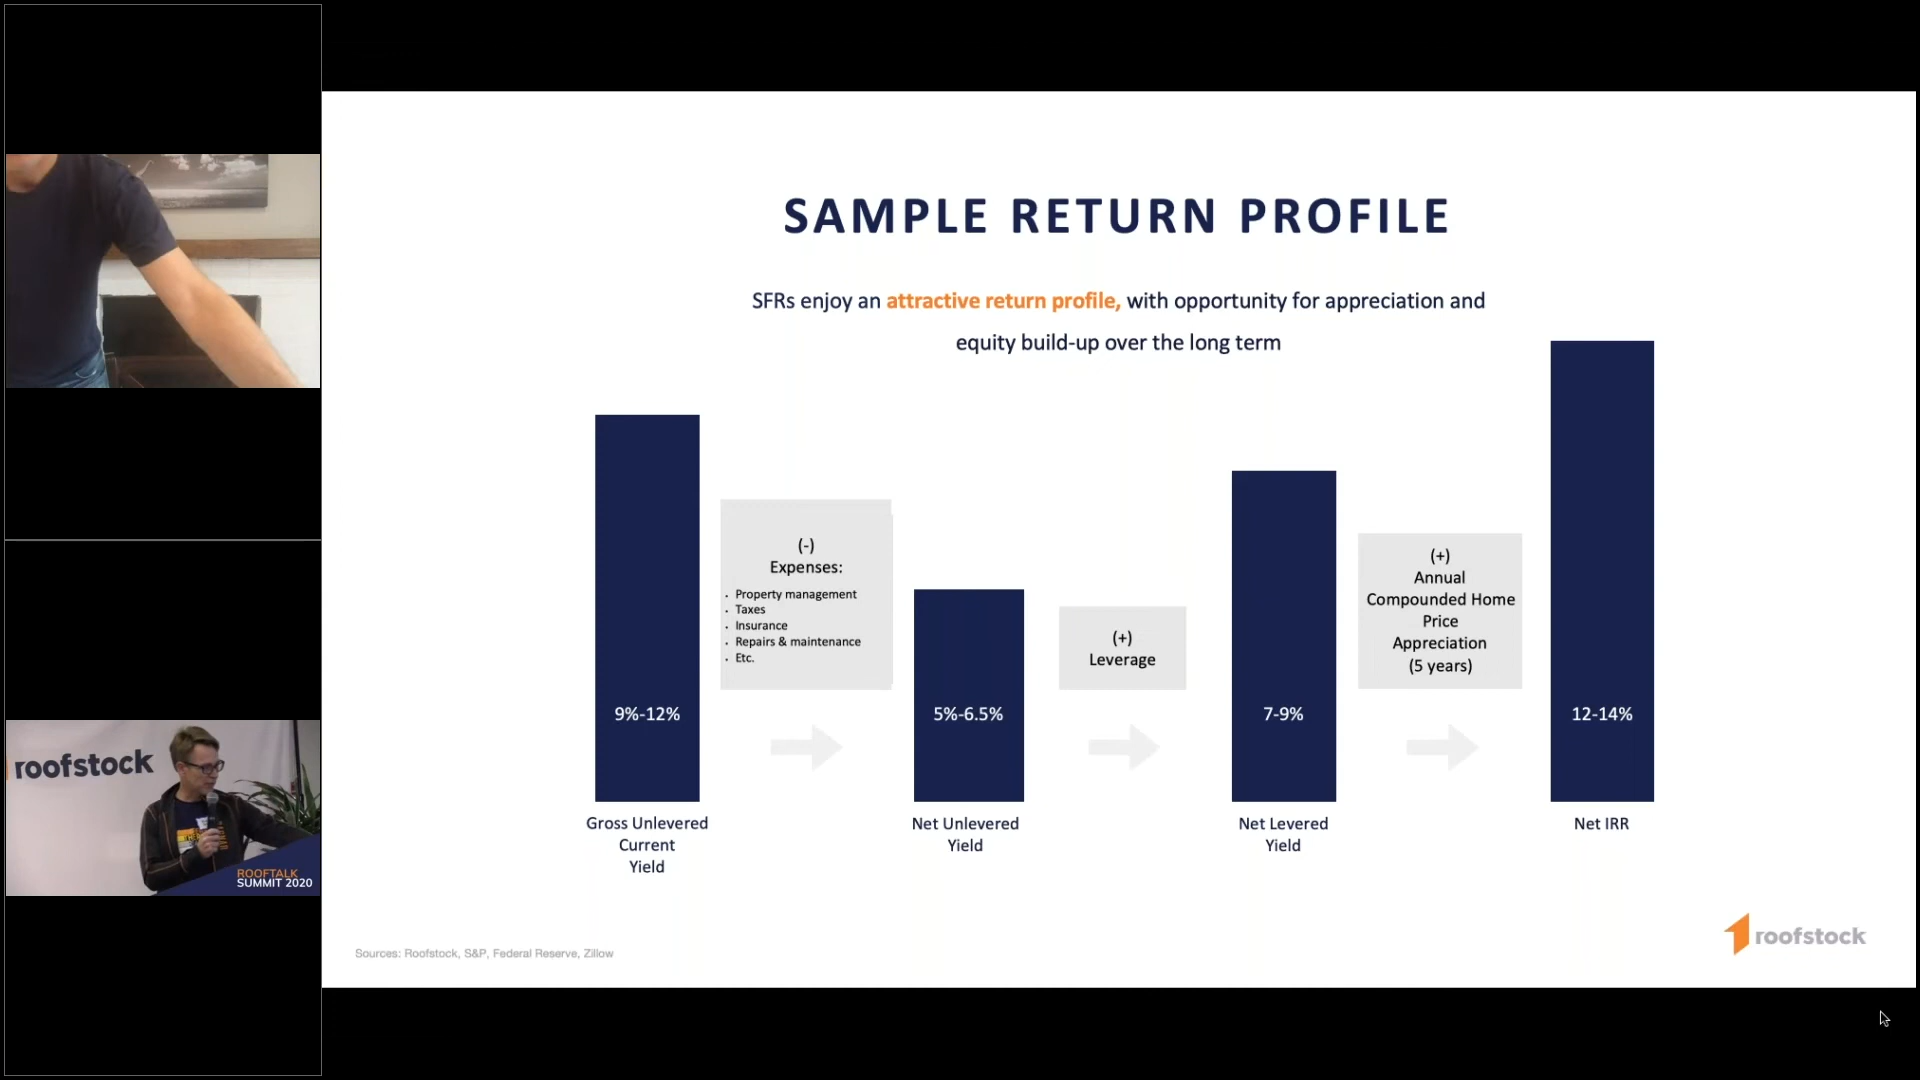 SAMPLE RETURN PROFILE
SFRs enjoy an attractive return profile, with opportunity for appreciation and
equity build-up over the long term
(-)
Expenses:
· Property management
· Taxes
· Insurance
· Repairs & maintenance
· Etc.
(+)
Leverage
(+)
Annual
Compounded Home
Price
Appreciation
(5 years)
9%-12%
5%-6.5%
7-9%
12-14%
Gross Unlevered
Current
Yield
Net Unlevered
Yield
Net Levered
Yield
Net IRR
Sources: Roofstock, S&P, Federal Reserve, Zillow
roofstock
roofstock
ROOFTALK
SUMMIT 2020